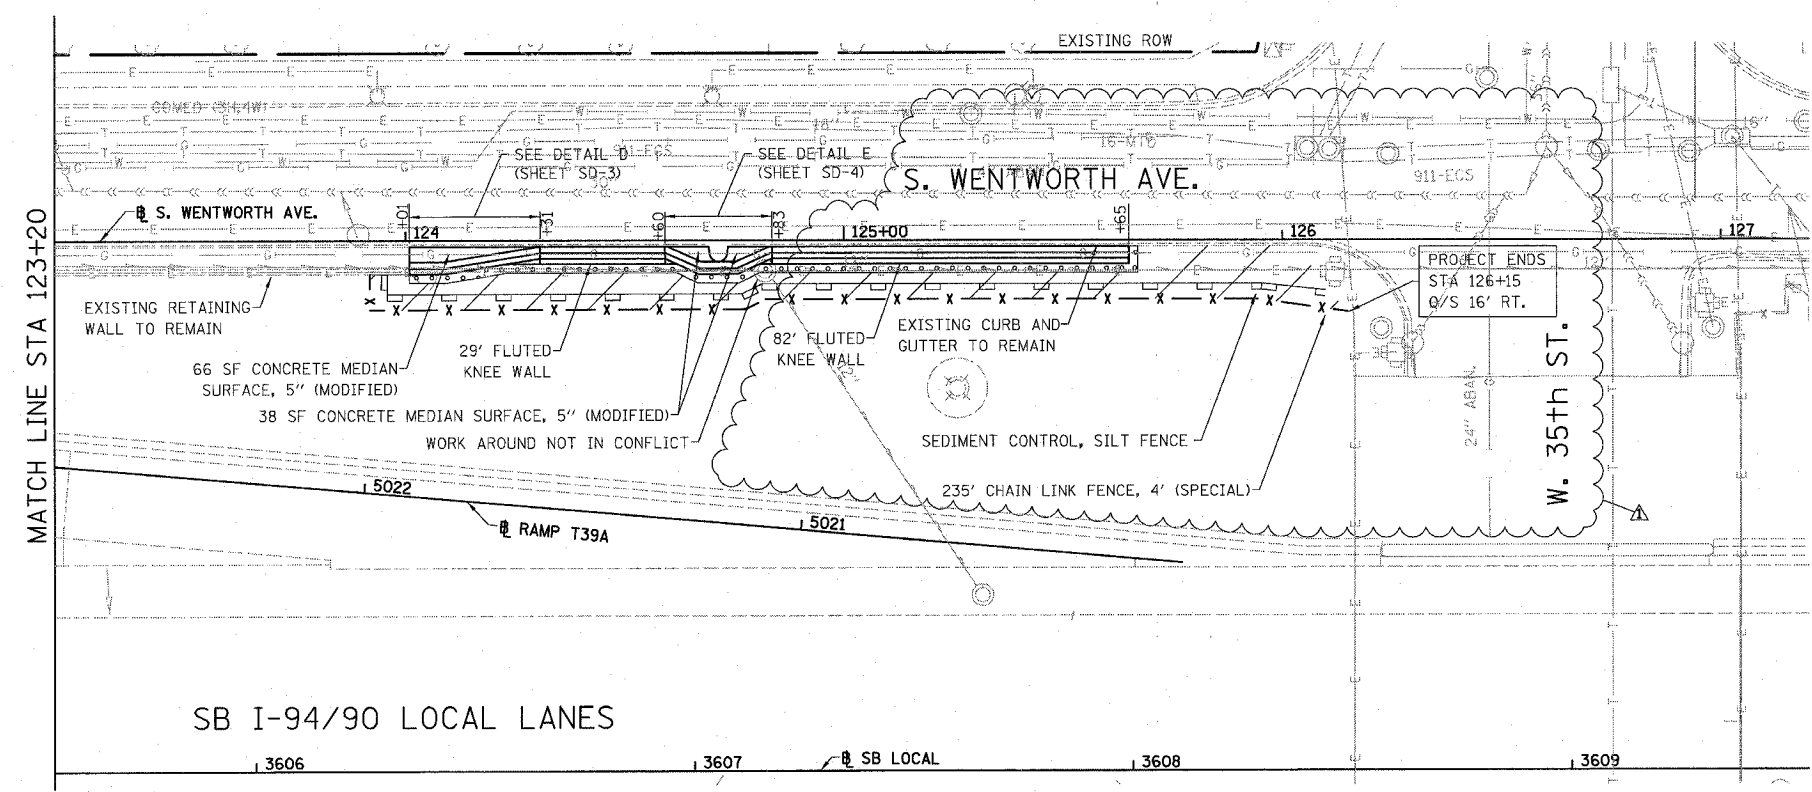 EXISTING ROW
COMED
SEE DETAIL D
(SHEET SD-3)
SEE DETAIL E
(SHEET SD-4)
911-ECS
S. WENTWORTH AVE.
911-ECS
℄ S. WENTWORTH AVE.
+01
124
+31
+60
+83
125+00
+65
126
127
MATCH LINE STA 123+20
EXISTING RETAINING
WALL TO REMAIN
66 SF CONCRETE MEDIAN
SURFACE, 5" (MODIFIED)
29' FLUTED
KNEE WALL
38 SF CONCRETE MEDIAN SURFACE, 5" (MODIFIED)
WORK AROUND NOT IN CONFLICT
82' FLUTED
KNEE WALL
12"
EXISTING CURB AND
GUTTER TO REMAIN
PROJECT ENDS
STA 126+15
O/S 16' RT.
SEDIMENT CONTROL, SILT FENCE
235' CHAIN LINK FENCE, 4' (SPECIAL)
24" ABAN.
W. 35th ST.
1
5022
5021
℄ RAMP T39A
SB I-94/90 LOCAL LANES
3606
3607
℄ SB LOCAL
3608
3609